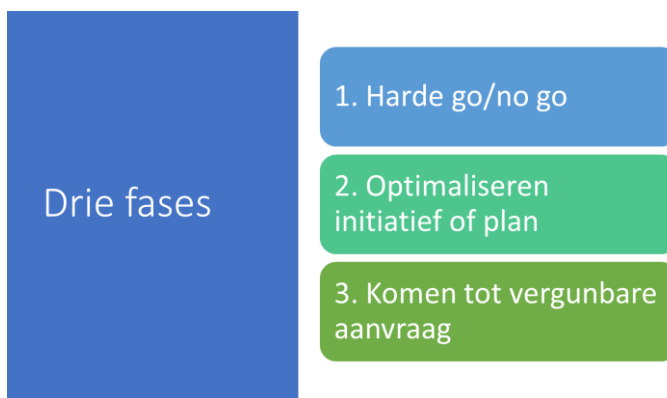 Drie fases
1. Harde go/no go
2. Optimaliseren
initiatief of plan
3. Komen tot vergunbare
aanvraag